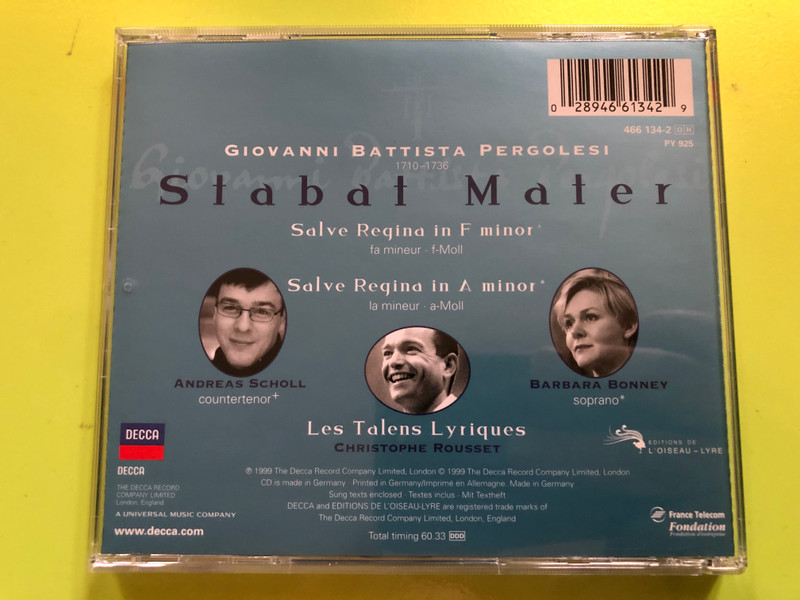 0 28946 61342 9
466 134-2 DH
PY 925
GIOVANNI BATTISTA PERGOLESI
1710–1736
Stabat Mater
Salve Regina in F minor+
fa mineur · f-Moll
Salve Regina in A minor*
la mineur · a-Moll
ANDREAS SCHOLL
countertenor+
BARBARA BONNEY
soprano*
Les Talens Lyriques
CHRISTOPHE ROUSSET
DECCA
EDITIONS DE
L'OISEAU-LYRE
DECCA
THE DECCA RECORD
COMPANY LIMITED
London, England
A UNIVERSAL MUSIC COMPANY
www.decca.com
℗ 1999 The Decca Record Company Limited, London © 1999 The Decca Record Company Limited, London
CD is made in Germany · Printed in Germany/Imprimé en Allemagne. Made in Germany
Sung texts enclosed · Textes inclus · Mit Textheft
DECCA and EDITIONS DE L'OISEAU-LYRE are registered trade marks of
The Decca Record Company Limited, London, England
Total timing 60.33 DDD
France Telecom
Fondation
Fondation d'entreprise